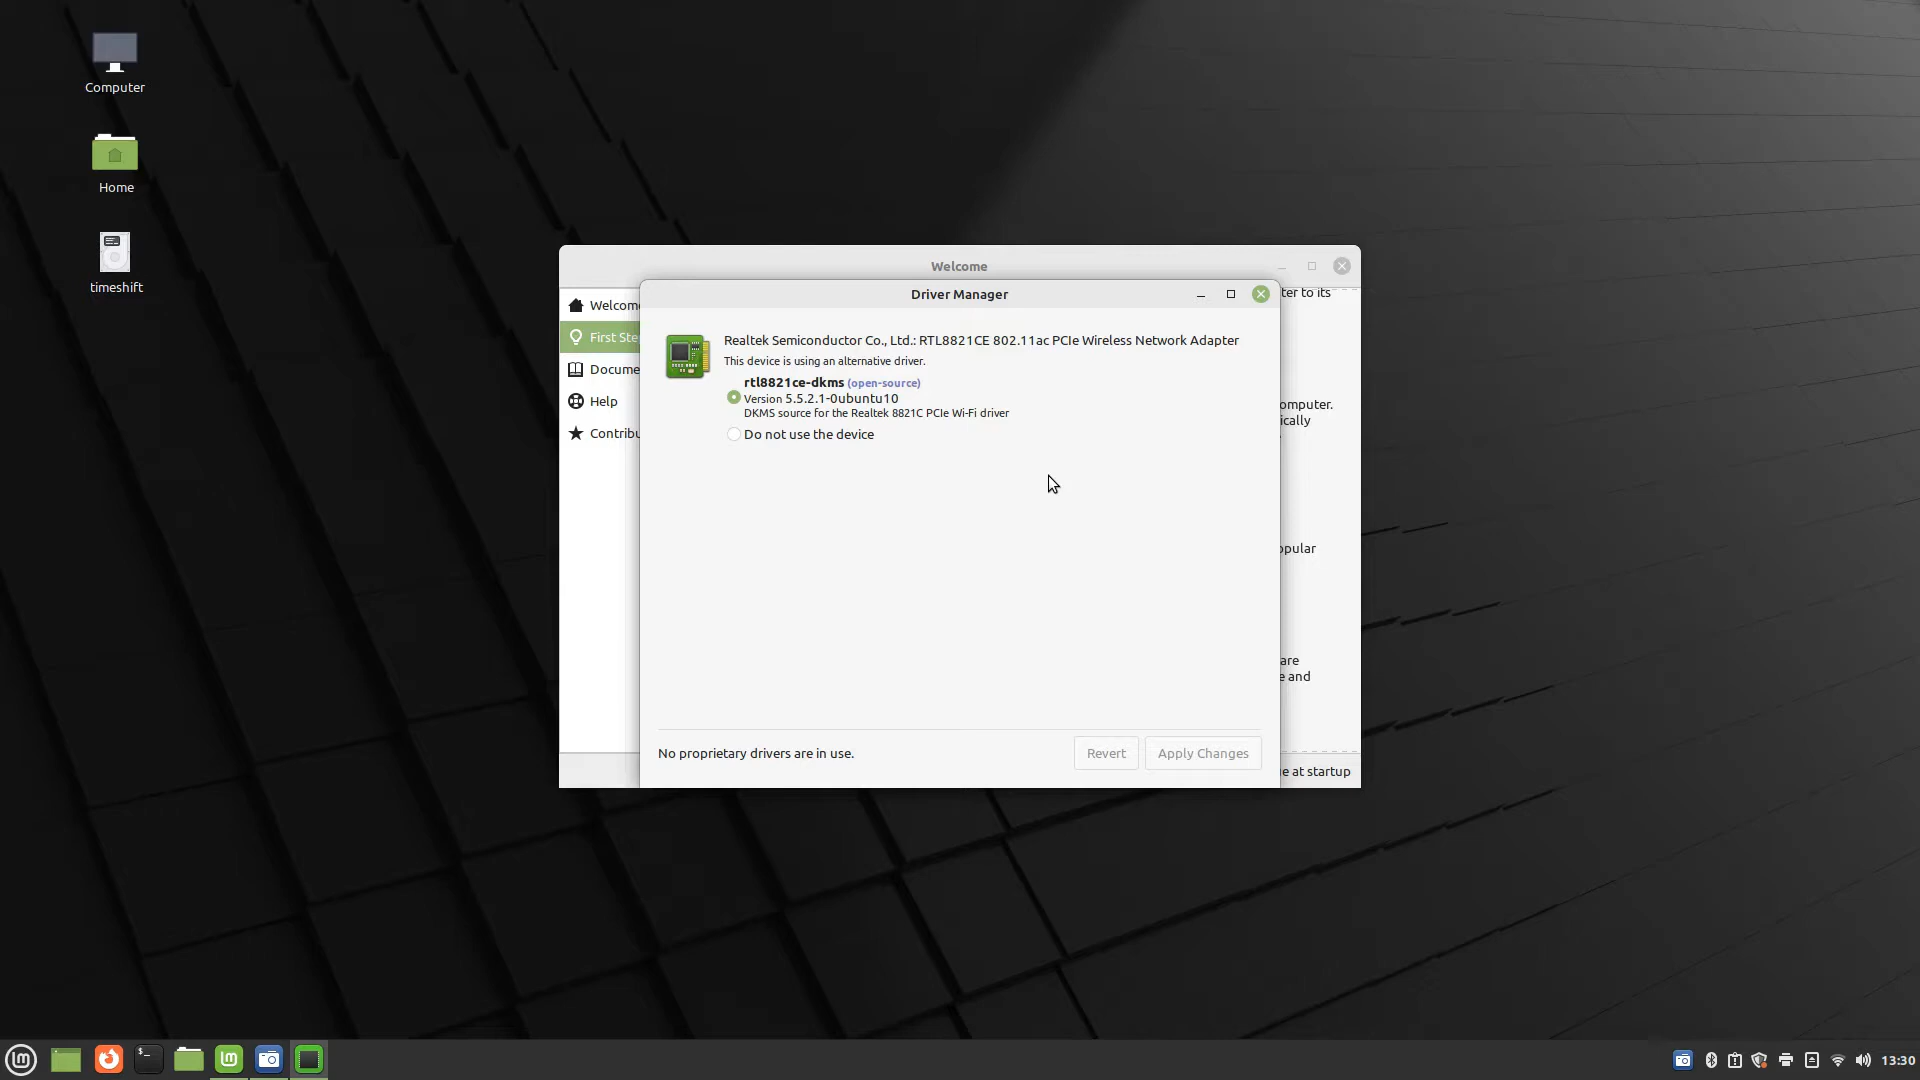 Computer
Home
timeshift
Welcome
Welcom
First Ste
Docume
Help
Contribu
ter to its
omputer.
ically
opular
are
e and
e at startup
Driver Manager
Realtek Semiconductor Co., Ltd.: RTL8821CE 802.11ac PCIe Wireless Network Adapter
This device is using an alternative driver.
rtl8821ce-dkms (open-source)
Version 5.5.2.1-0ubuntu10
DKMS source for the Realtek 8821C PCIe Wi-Fi driver
Do not use the device
No proprietary drivers are in use.
Revert
Apply Changes
13:30